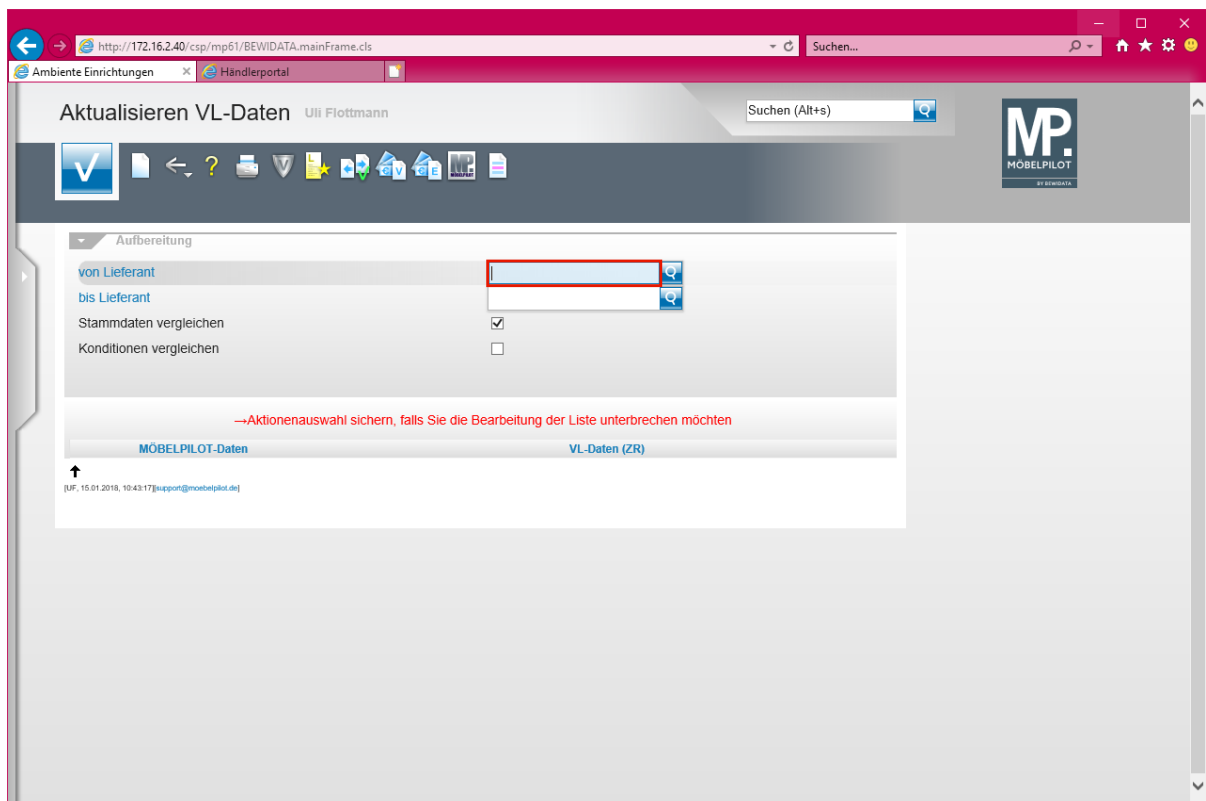 http://172.16.2.40/csp/mp61/BEWIDATA.mainFrame.cls
Suchen...
Ambiente Einrichtungen
Händlerportal
Aktualisieren VL-Daten Uli Flottmann
Suchen (Alt+s)
MP.
MÖBELPILOT
BY BEWIDATA
Aufbereitung
von Lieferant
bis Lieferant
Stammdaten vergleichen
Konditionen vergleichen
→Aktionenauswahl sichern, falls Sie die Bearbeitung der Liste unterbrechen möchten
MÖBELPILOT-Daten VL-Daten (ZR)
[UF, 15.01.2018, 10:43:17][support@moebelpilot.de]